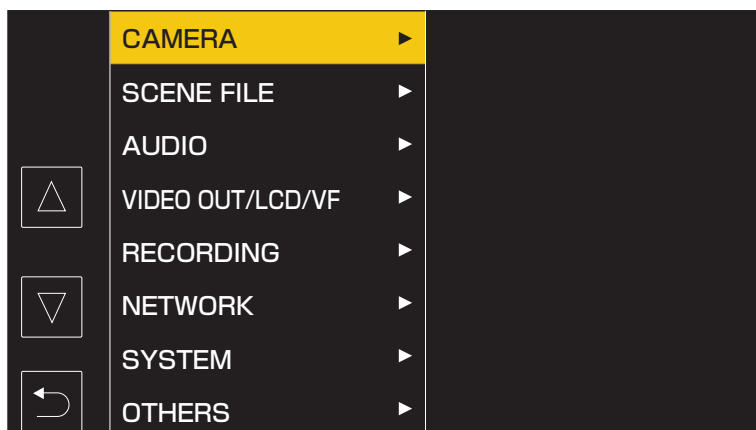 CAMERA
SCENE FILE
AUDIO
VIDEO OUT/LCD/VF
RECORDING
NETWORK
SYSTEM
OTHERS